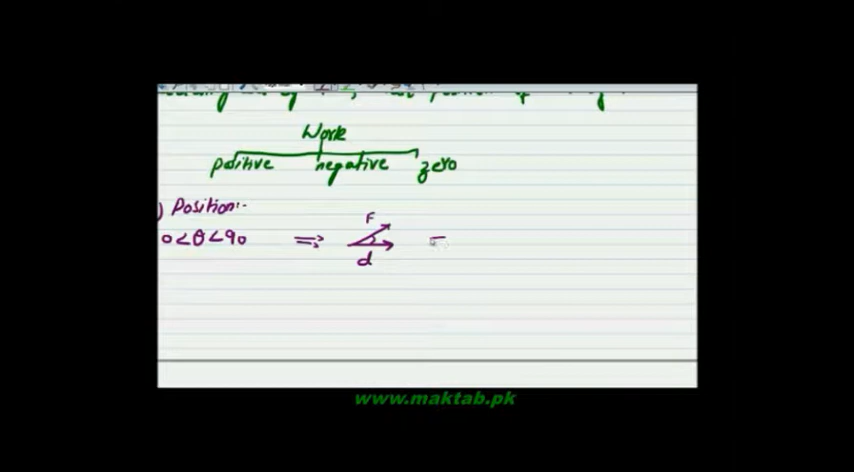 Work
positive negative zero
) Position:-
0<θ<90 ⇒ F
d
www.maktab.pk